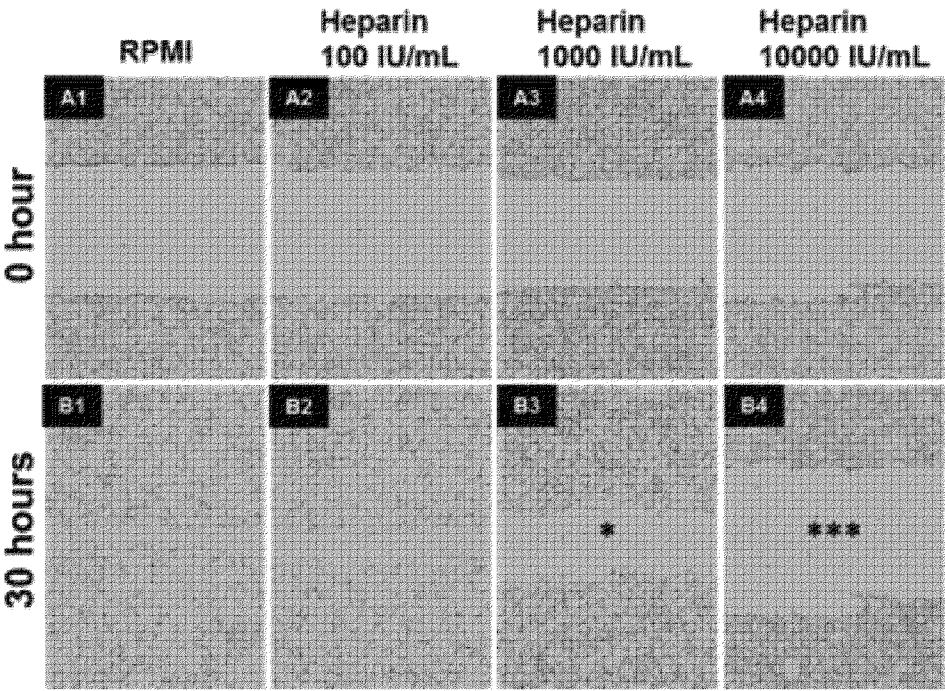 RPMI
Heparin
100 IU/mL
Heparin
1000 IU/mL
Heparin
10000 IU/mL
0 hour
A1
A2
A3
A4
30 hours
B1
B2
B3
B4
*
***